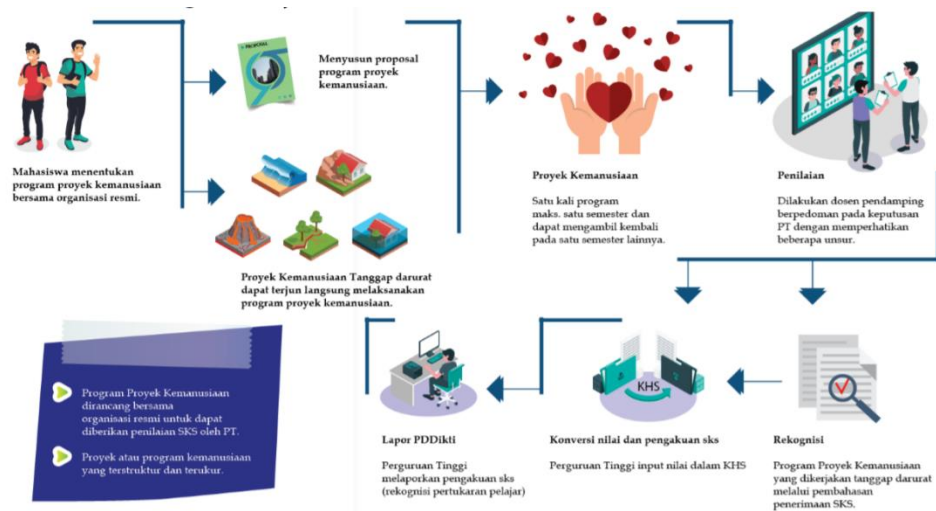 PROPOSAL
Menyusun proposal
program proyek
kemanusiaan.
Mahasiswa menentukan
program proyek kemanusiaan
bersama organisasi resmi.
Proyek Kemanusiaan Tanggap darurat
dapat terjun langsung melaksanakan
program proyek kemanusiaan.
Proyek Kemanusiaan
Satu kali program
maks. satu semester dan
dapat mengambil kembali
pada satu semester lainnya.
Penilaian
Dilakukan dosen pendamping
berpedoman pada keputusan
PT dengan memperhatikan
beberapa unsur.
Rekognisi
Program Proyek Kemanusiaan
yang dikerjakan tanggap darurat
melalui pembahasan
penerimaan SKS.
KHS
Konversi nilai dan pengakuan sks
Perguruan Tinggi input nilai dalam KHS
Lapor PDDikti
Perguruan Tinggi
melaporkan pengakuan sks
(rekognisi pertukaran pelajar)
Program Proyek Kemanusiaan
dirancang bersama
organisasi resmi untuk dapat
diberikan penilaian SKS oleh PT.
Proyek atau program kemanusiaan
yang terstruktur dan terukur.